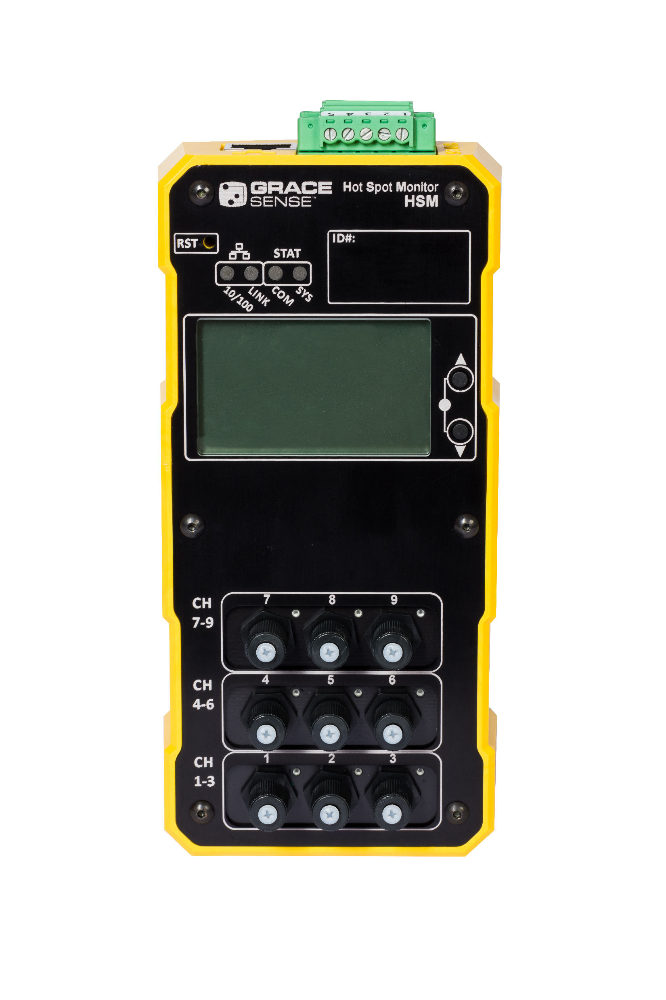 5 4 3 2 1
GRACE
SENSE™
Hot Spot Monitor
HSM
RST
STAT
ID#:
10/100 LINK COM SYS
CH
7-9
7 8 9
CH
4-6
4 5 6
CH
1-3
1 2 3